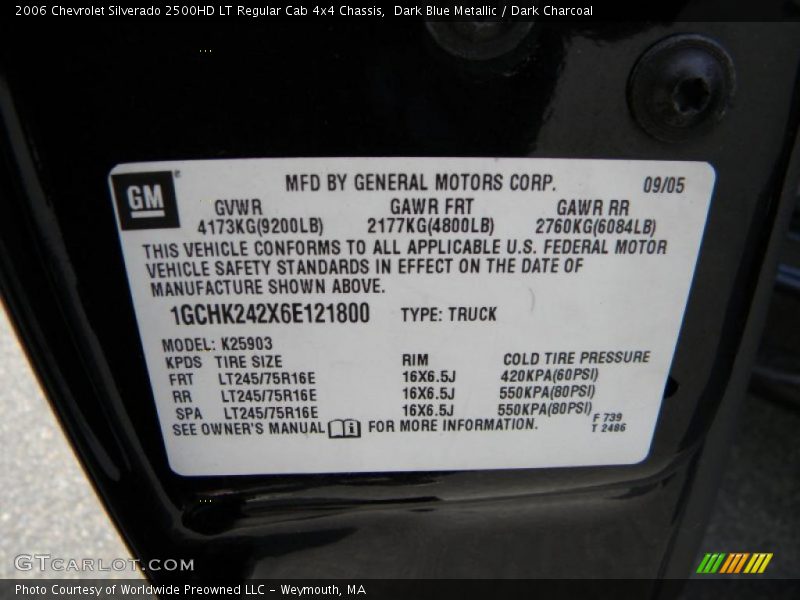 2006 Chevrolet Silverado 2500HD LT Regular Cab 4x4 Chassis,  Dark Blue Metallic / Dark Charcoal
GM
MFD BY GENERAL MOTORS CORP. 09/05
GVWR GAWR FRT GAWR RR
4173KG(9200LB) 2177KG(4800LB) 2760KG(6084LB)
THIS VEHICLE CONFORMS TO ALL APPLICABLE U.S. FEDERAL MOTOR
VEHICLE SAFETY STANDARDS IN EFFECT ON THE DATE OF
MANUFACTURE SHOWN ABOVE.
1GCHK242X6E121800 TYPE: TRUCK
MODEL: K25903
KPDS TIRE SIZE RIM COLD TIRE PRESSURE
FRT LT245/75R16E 16X6.5J 420KPA(60PSI)
RR LT245/75R16E 16X6.5J 550KPA(80PSI)
SPA LT245/75R16E 16X6.5J 550KPA(80PSI)
SEE OWNER'S MANUAL FOR MORE INFORMATION.
F 739
T 2486
GTCARLOT.COM
Photo Courtesy of Worldwide Preowned LLC - Weymouth, MA